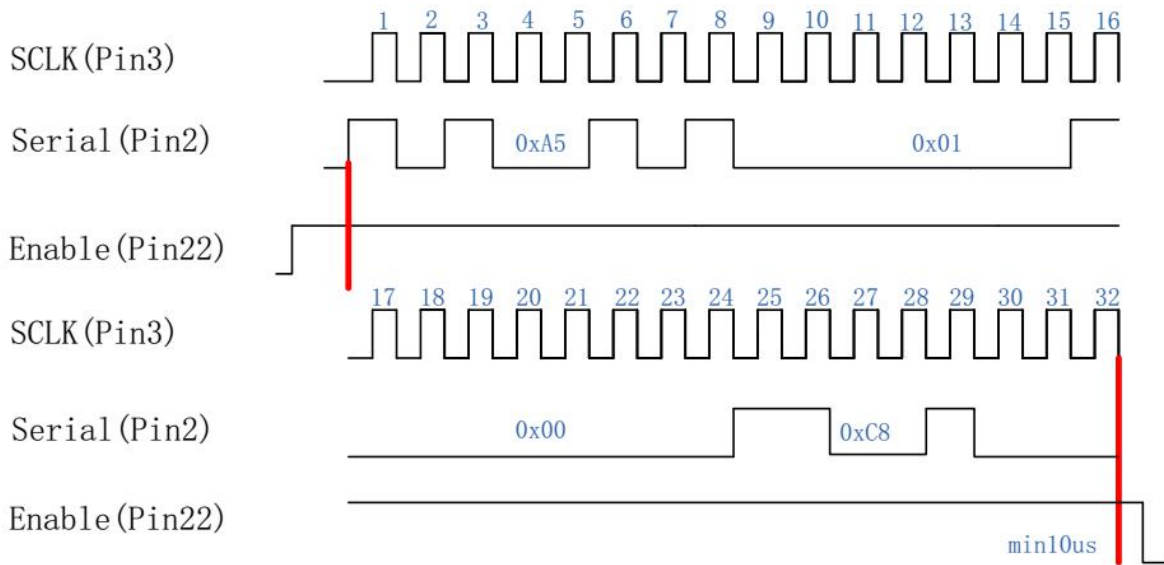 1 2 3 4 5 6 7 8 9 10 11 12 13 14 15 16
SCLK(Pin3)
Serial(Pin2)
0xA5 0x01
Enable(Pin22)
17 18 19 20 21 22 23 24 25 26 27 28 29 30 31 32
SCLK(Pin3)
Serial(Pin2)
0x00 0xC8
Enable(Pin22)
min10us